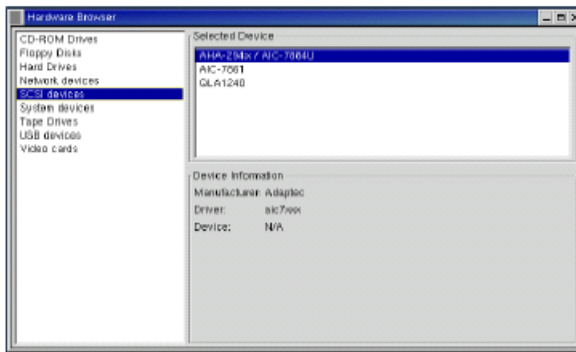 Hardware Browser
CD-ROM Drives
Floppy Disks
Hard Drives
Network devices
SCSI devices
System devices
Tape Drives
USB devices
Video cards
Selected Device
AHA-294x / AIC-7884U
AIC-7861
QLA1240
Device Information
Manufacturer: Adaptec
Driver: aic7xxx
Device: N/A